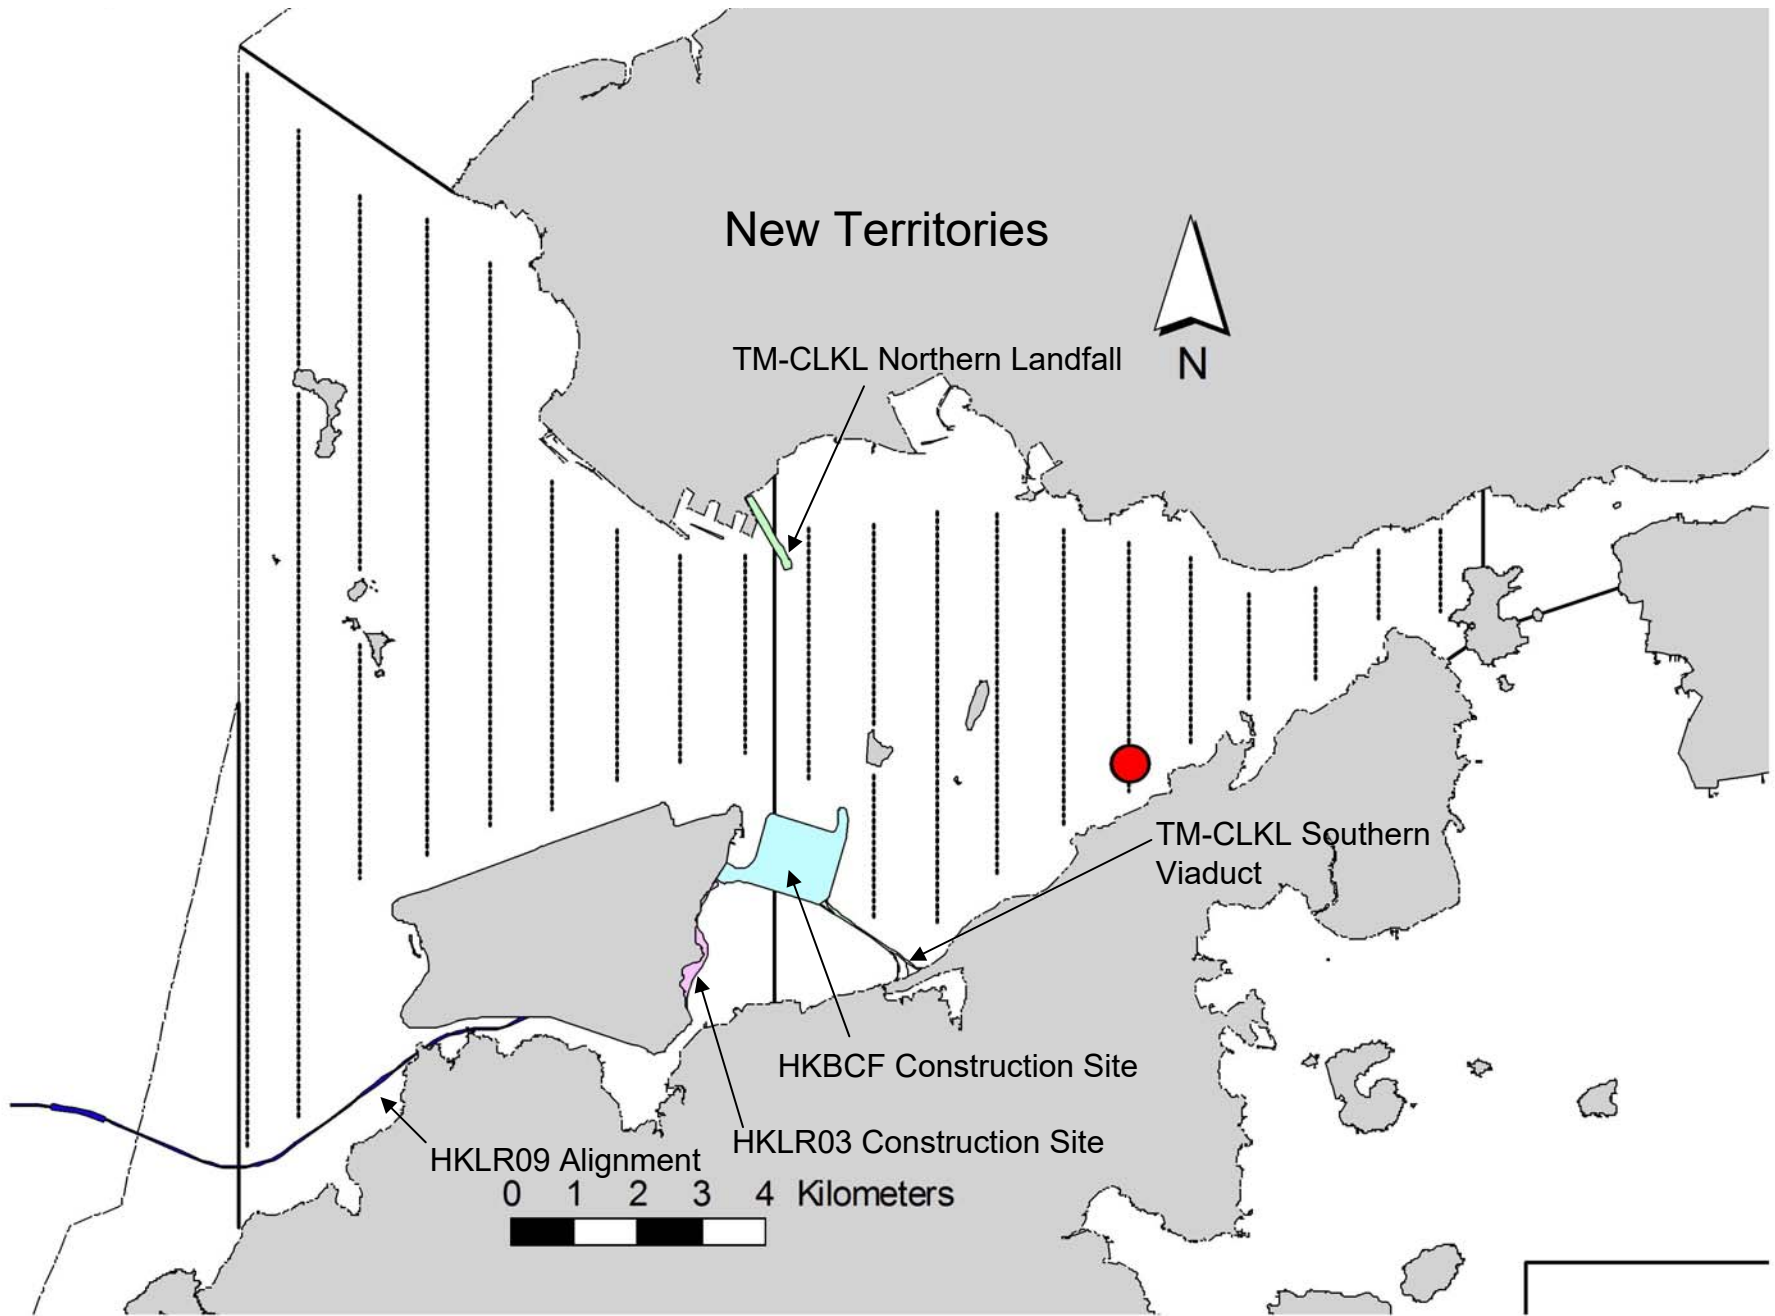 New Territories
TM-CLKL Northern Landfall
N
TM-CLKL Southern
Viaduct
HKBCF Construction Site
HKLR03 Construction Site
HKLR09 Alignment
0 1 2 3 4 Kilometers